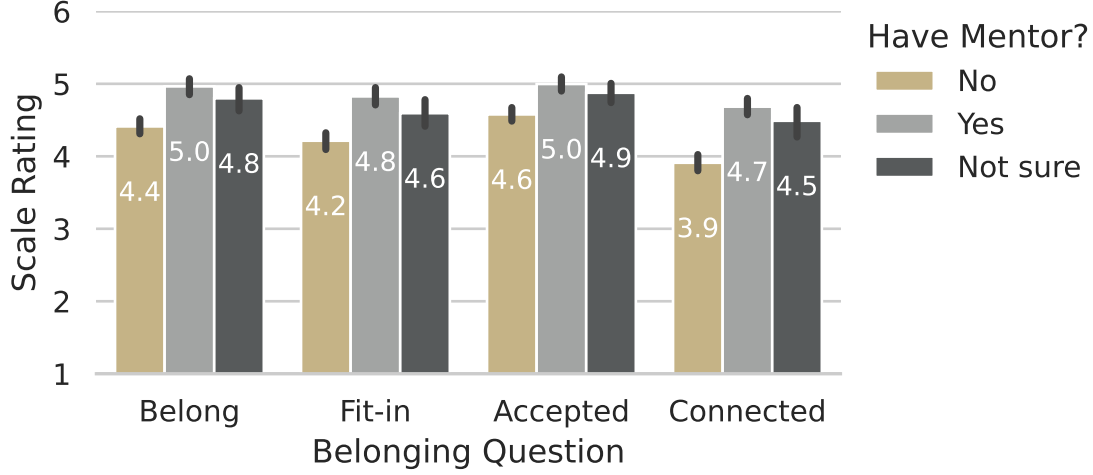 6
5
4
3
2
1
Scale Rating
4.4
5.0
4.8
4.2
4.8
4.6
4.6
5.0
4.9
3.9
4.7
4.5
Belong
Fit-in
Accepted
Connected
Belonging Question
Have Mentor?
No
Yes
Not sure